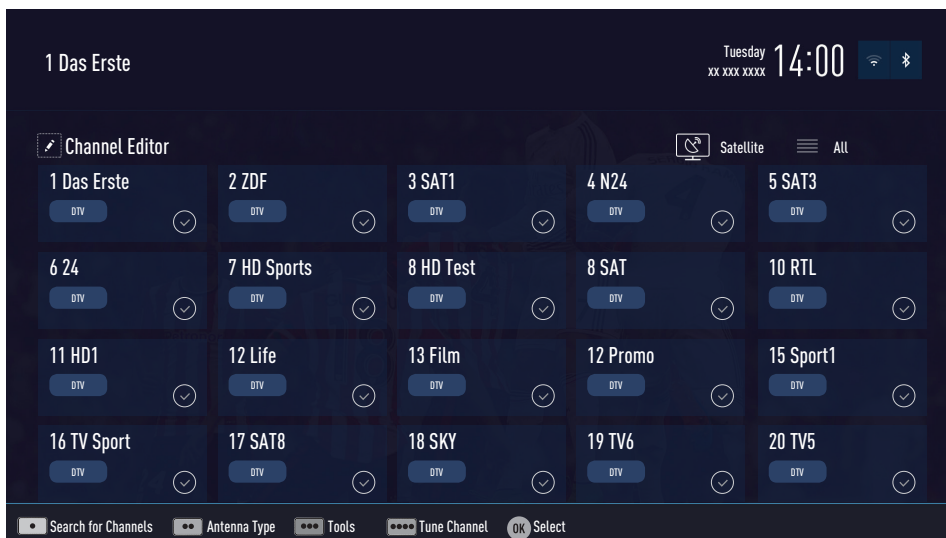 1 Das Erste
Tuesday
xx xxx xxxx
14:00
Channel Editor
Satellite
All
1 Das Erste
2 ZDF
3 SAT1
4 N24
5 SAT3
DTV
DTV
DTV
DTV
DTV
6 24
7 HD Sports
8 HD Test
8 SAT
10 RTL
DTV
DTV
DTV
DTV
DTV
11 HD1
12 Life
13 Film
12 Promo
15 Sport1
DTV
DTV
DTV
DTV
DTV
16 TV Sport
17 SAT8
18 SKY
19 TV6
20 TV5
DTV
DTV
DTV
DTV
DTV
Search for Channels
Antenna Type
Tools
Tune Channel
OK Select